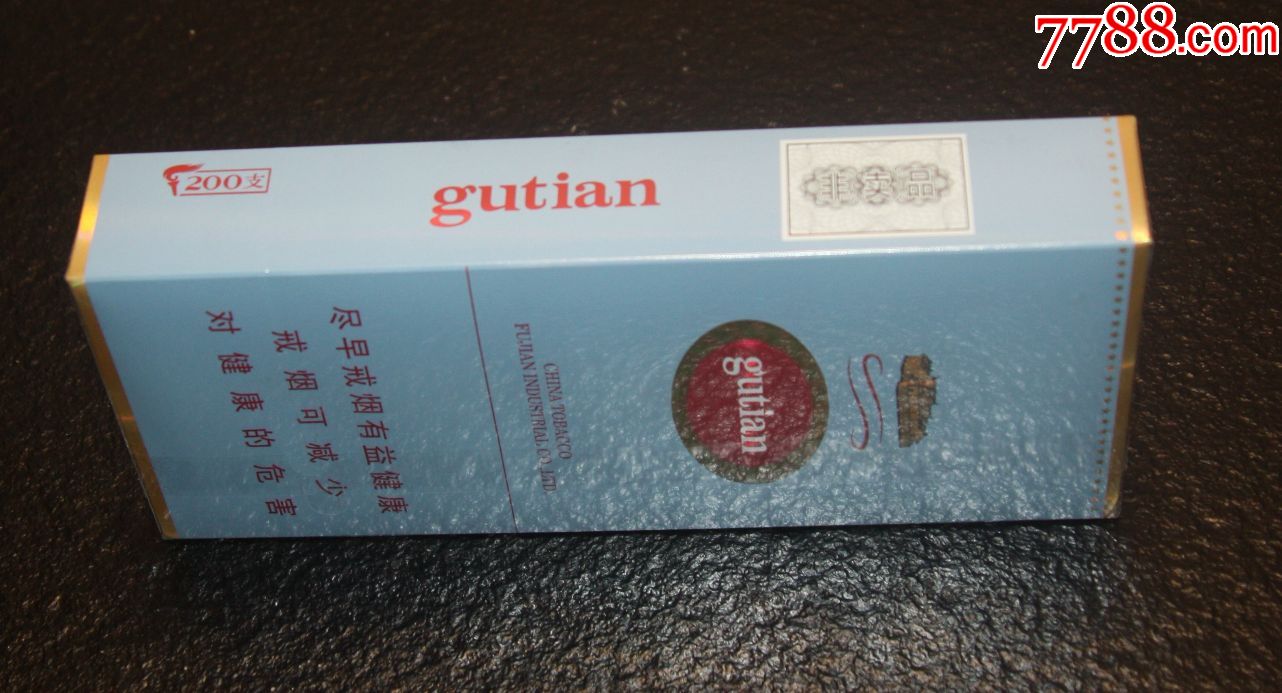 7788.com
200支
gutian
非卖品
gutian
CHINA TOBACCO
FUJIAN INDUSTRIAL CO.,LTD
尽早戒烟有益健康
戒烟可减少
对健康的危害